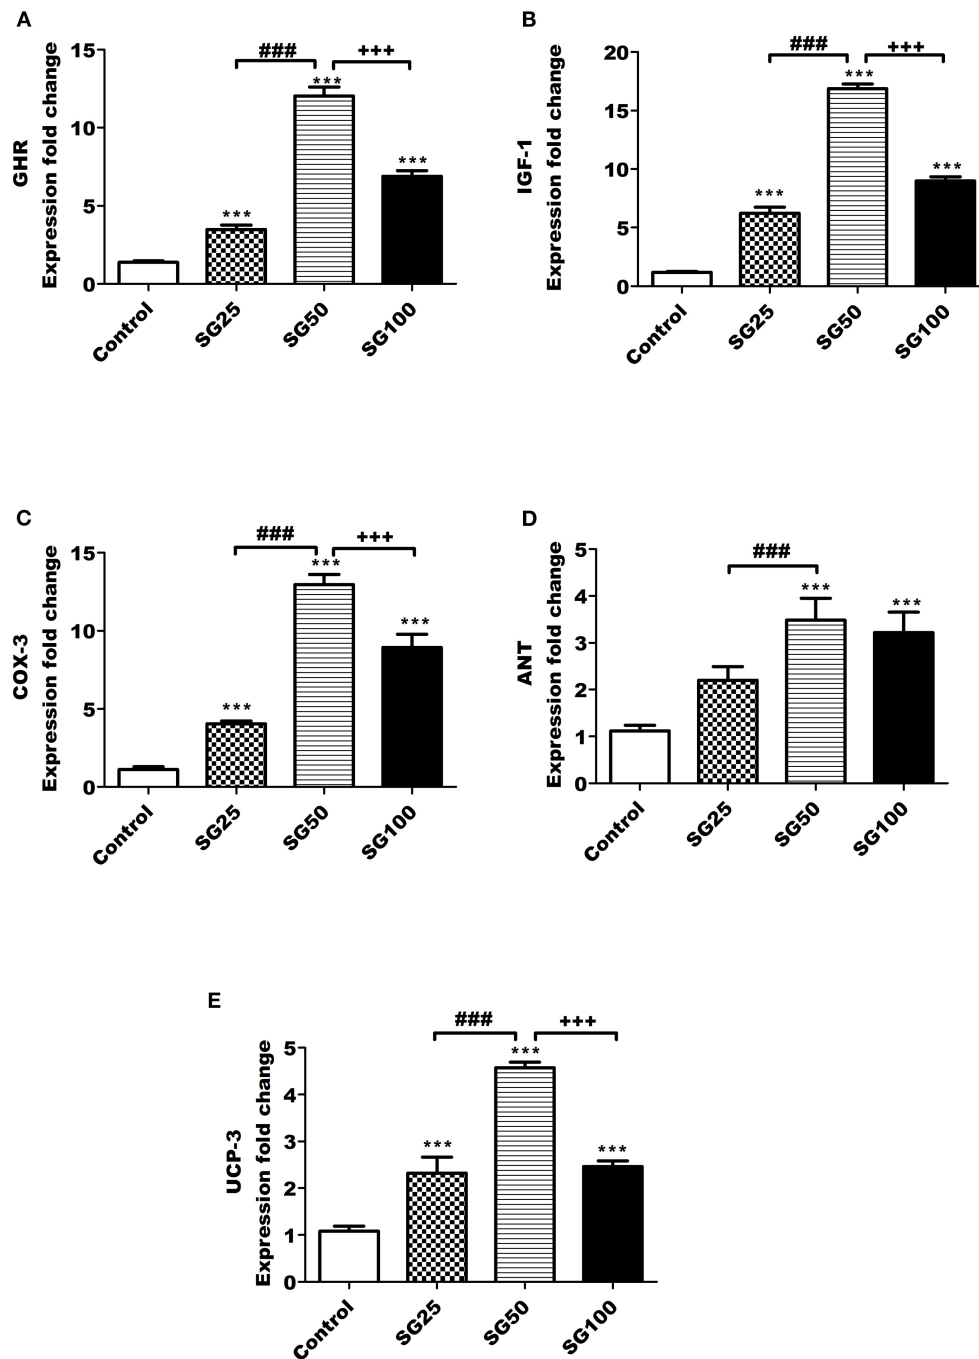 A
GHR
Expression fold change
15
10
5
0
###
+++
***
***
***
Control
SG25
SG50
SG100
B
IGF-1
Expression fold change
20
15
10
5
0
###
+++
***
***
***
Control
SG25
SG50
SG100
C
COX-3
Expression fold change
15
10
5
0
###
+++
***
***
***
Control
SG25
SG50
SG100
D
ANT
Expression fold change
5
4
3
2
1
0
###
***
***
Control
SG25
SG50
SG100
E
UCP-3
Expression fold change
5
4
3
2
1
0
###
+++
***
***
***
Control
SG25
SG50
SG100